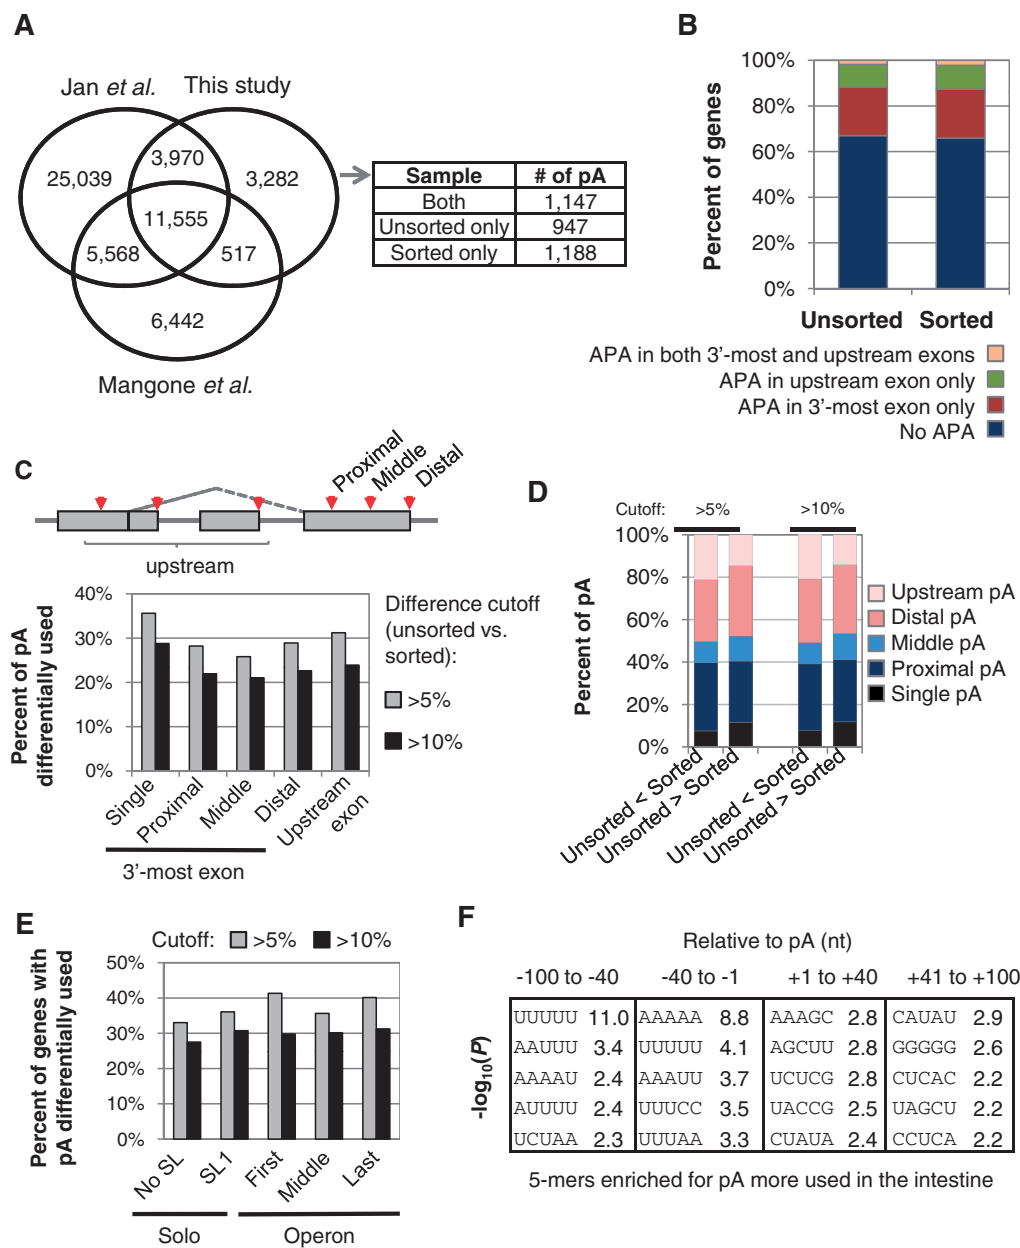 A
Jan et al.
This study
3,970
25,039
3,282
11,555
5,568
517
6,442
Mangone et al.
Sample # of pA
Both 1,147
Unsorted only 947
Sorted only 1,188
B
Percent of genes
100%
80%
60%
40%
20%
0%
Unsorted Sorted
APA in both 3'-most and upstream exons
APA in upstream exon only
APA in 3'-most exon only
No APA
C
Proximal
Middle
Distal
upstream
Percent of pA
differentially used
40%
30%
20%
10%
0%
Single
Proximal
Middle
Distal
Upstream
exon
3'-most exon
Difference cutoff
(unsorted vs.
sorted):
>5%
>10%
D
Cutoff: >5% >10%
Percent of pA
100%
80%
60%
40%
20%
0%
Unsorted < Sorted
Unsorted > Sorted
Unsorted < Sorted
Unsorted > Sorted
Upstream pA
Distal pA
Middle pA
Proximal pA
Single pA
E
Cutoff: >5% >10%
Percent of genes with
pA differentially used
50%
40%
30%
20%
10%
0%
No SL
SL1
First
Middle
Last
Solo
Operon
F
Relative to pA (nt)
-100 to -40 -40 to -1 +1 to +40 +41 to +100
-log10(P)
UUUUU 11.0 AAAAA 8.8 AAAGC 2.8 CAUAU 2.9
AAUUU 3.4 UUUUU 4.1 AGCUU 2.8 GGGGG 2.6
AAAAU 2.4 AAAUU 3.7 UCUCG 2.8 CUCAC 2.2
AUUUU 2.4 UUUCC 3.5 UACCG 2.5 UAGCU 2.2
UCUAA 2.3 UUUAA 3.3 CUAUA 2.4 CCUCA 2.2
5-mers enriched for pA more used in the intestine